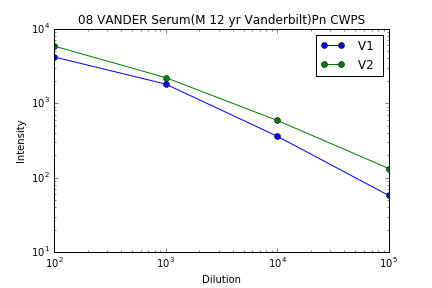 08 VANDER Serum(M 12 yr Vanderbilt)Pn CWPS
V1
V2
Intensity
10^4
10^3
10^2
10^1
10^2
10^3
10^4
10^5
Dilution